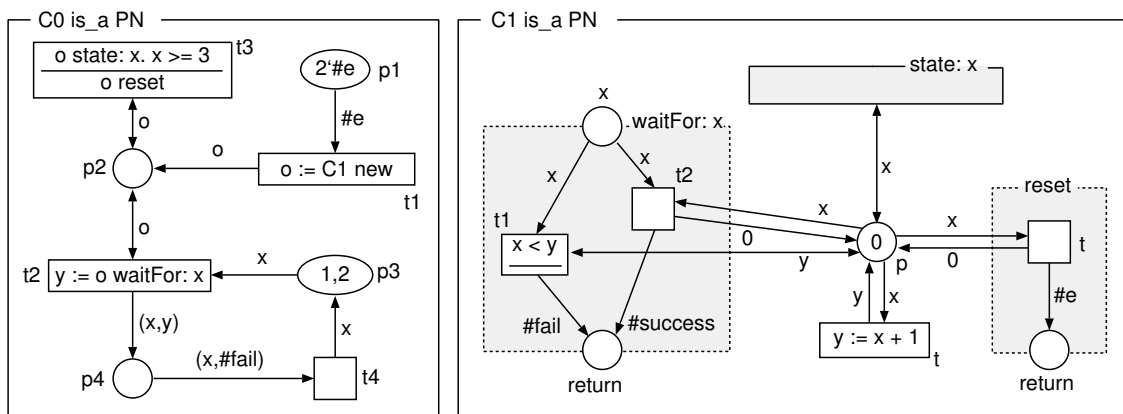 C0 is_a PN
o state: x. x >= 3
o reset
t3
2‘#e
p1
#e
o
o
p2
o := C1 new
t1
o
t2
y := o waitFor: x
x
1,2
p3
(x,y)
x
p4
(x,#fail)
t4
C1 is_a PN
state: x
x
waitFor: x
x
x
t2
x
reset
t1
x < y
x
0
y
0
p
x
0
t
#fail
#success
y
x
#e
y := x + 1
t
return
return